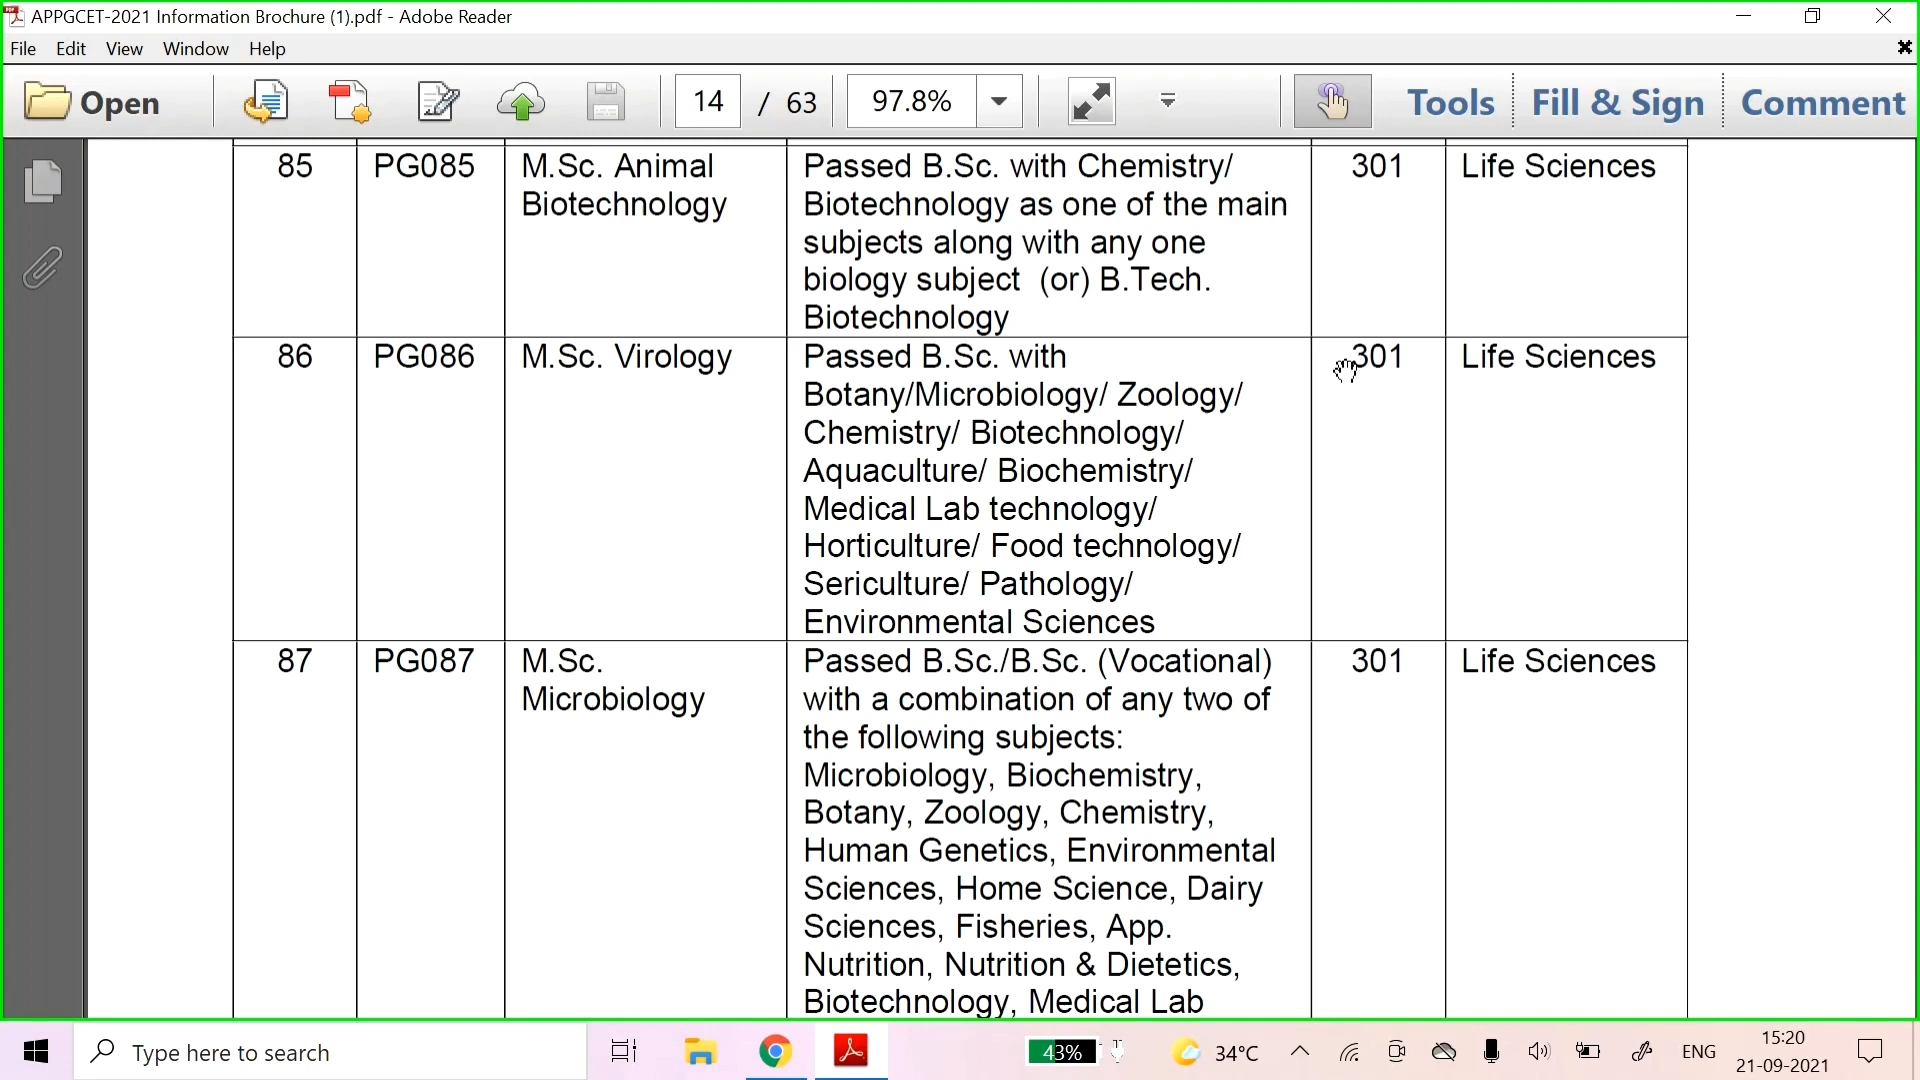 APPGCET-2021 Information Brochure (1).pdf - Adobe Reader
File Edit View Window Help
Open 14 / 63 97.8% Tools Fill & Sign Comment
85 PG085 M.Sc. Animal Passed B.Sc. with Chemistry/ 301 Life Sciences
Biotechnology Biotechnology as one of the main
subjects along with any one
biology subject (or) B.Tech.
Biotechnology
86 PG086 M.Sc. Virology Passed B.Sc. with 301 Life Sciences
Botany/Microbiology/ Zoology/
Chemistry/ Biotechnology/
Aquaculture/ Biochemistry/
Medical Lab technology/
Horticulture/ Food technology/
Sericulture/ Pathology/
Environmental Sciences
87 PG087 M.Sc. Passed B.Sc./B.Sc. (Vocational) 301 Life Sciences
Microbiology with a combination of any two of
the following subjects:
Microbiology, Biochemistry,
Botany, Zoology, Chemistry,
Human Genetics, Environmental
Sciences, Home Science, Dairy
Sciences, Fisheries, App.
Nutrition, Nutrition & Dietetics,
Biotechnology, Medical Lab
Type here to search 43% 34°C ENG 15:20
21-09-2021